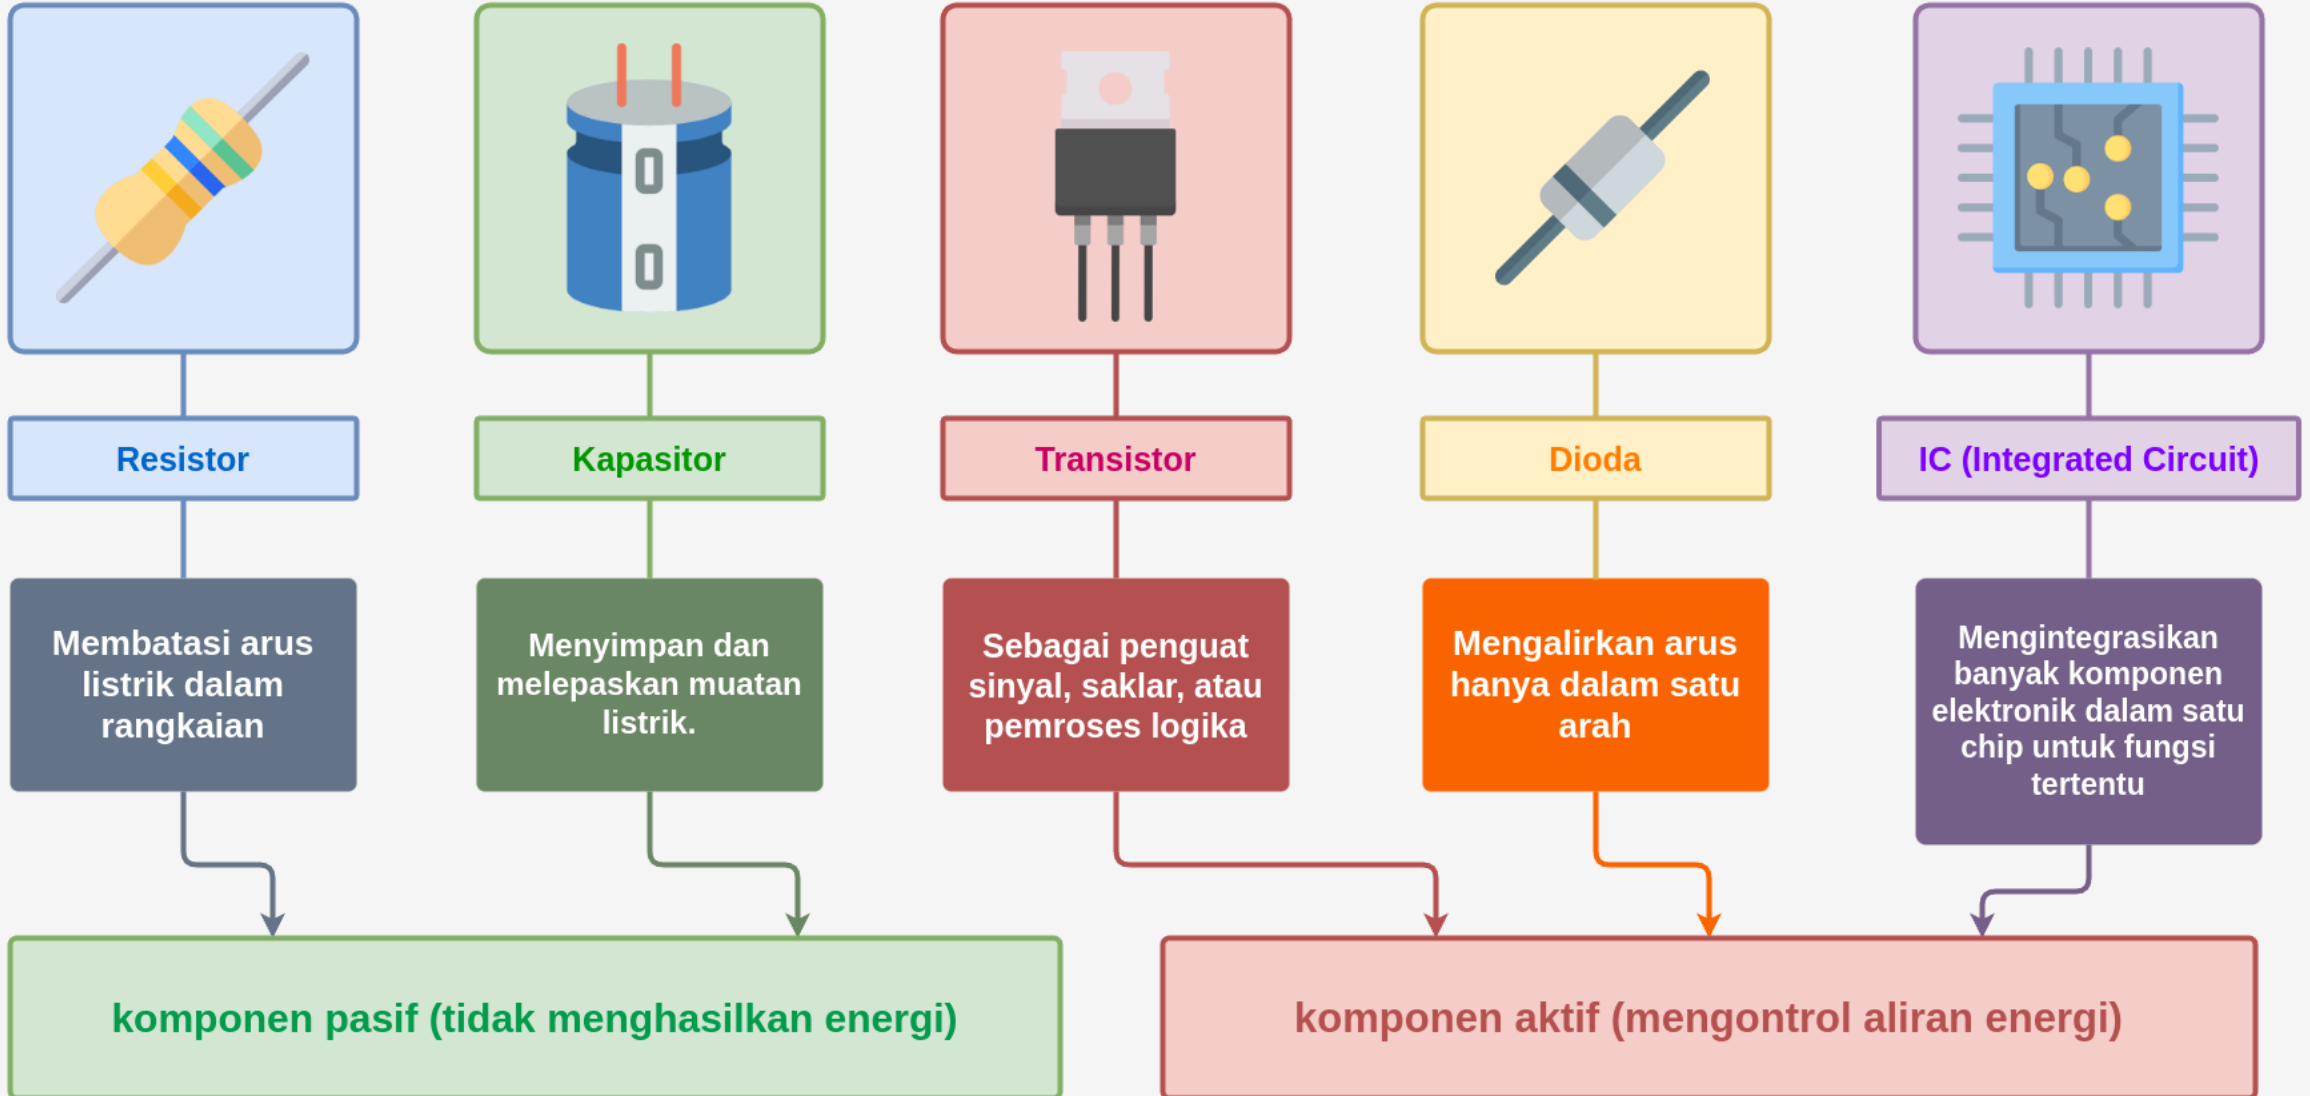 Resistor
Kapasitor
Transistor
Dioda
IC (Integrated Circuit)
Membatasi arus
listrik dalam
rangkaian
Menyimpan dan
melepaskan muatan
listrik.
Sebagai penguat
sinyal, saklar, atau
pemroses logika
Mengalirkan arus
hanya dalam satu
arah
Mengintegrasikan
banyak komponen
elektronik dalam satu
chip untuk fungsi
tertentu
komponen pasif (tidak menghasilkan energi)
komponen aktif (mengontrol aliran energi)